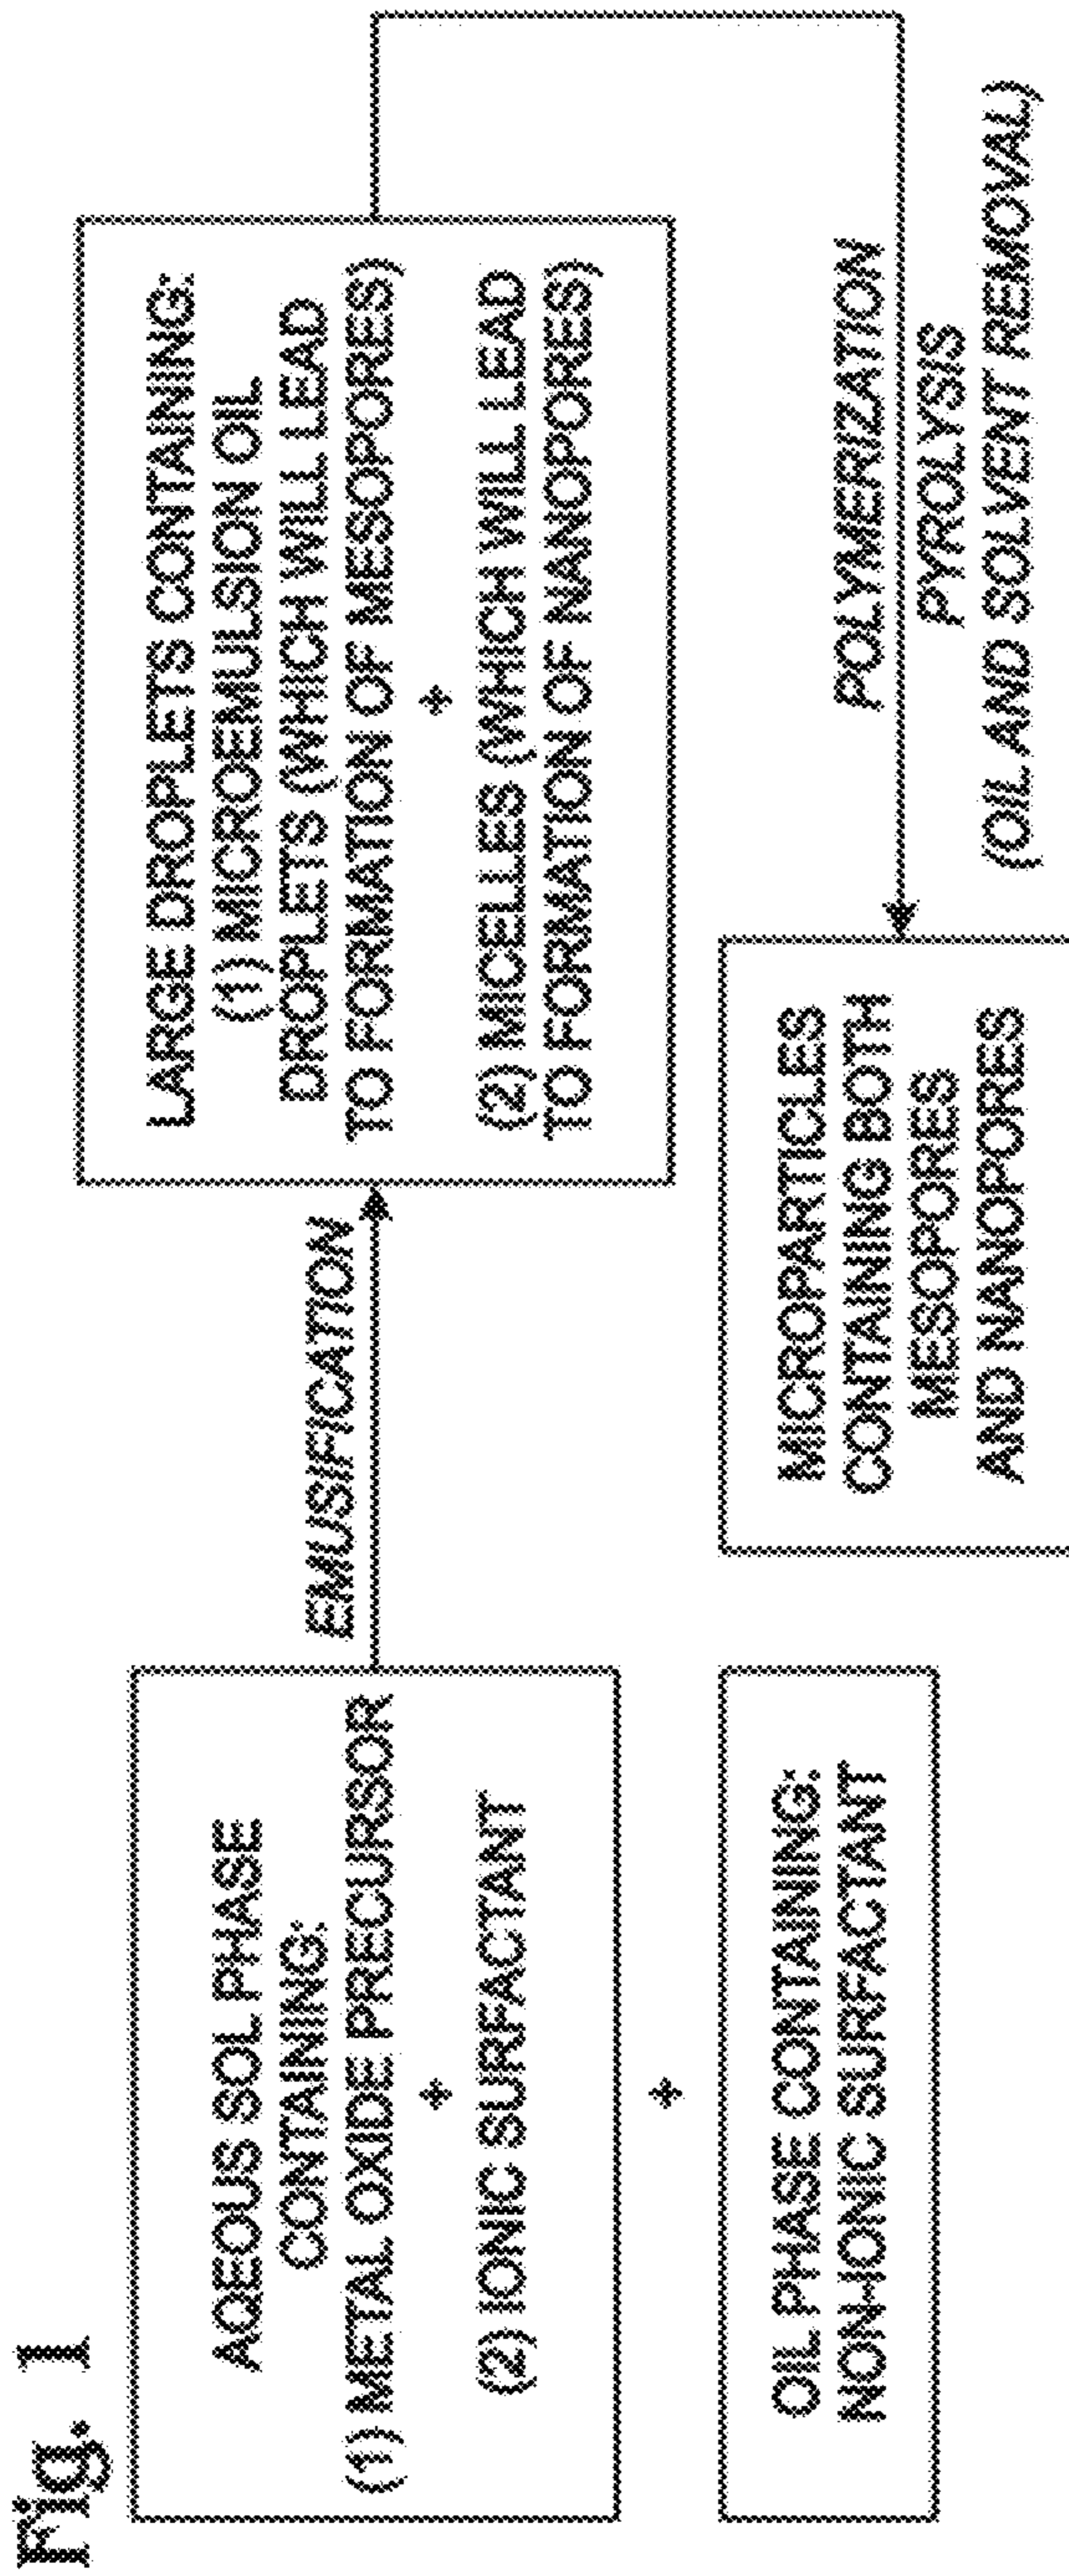 Fig. 1
AQEOUS SOL PHASE
CONTAINING:
(1) METAL OXIDE PRECURSOR
+
(2) IONIC SURFACTANT
+
OIL PHASE CONTAINING:
NON-IONIC SURFACTANT
EMUSIFICATION
LARGE DROPLETS CONTAINING:
(1) MICROEMULSION OIL
DROPLETS (WHICH WILL LEAD
TO FORMATION OF MESOPORES)
+
(2) MICELLES (WHICH WILL LEAD
TO FORMATION OF NANOPORES)
POLYMERIZATION
PYROLYSIS
(OIL AND SOLVENT REMOVAL)
MICROPARTICLES
CONTAINING BOTH
MESOPORES
AND NANOPORES